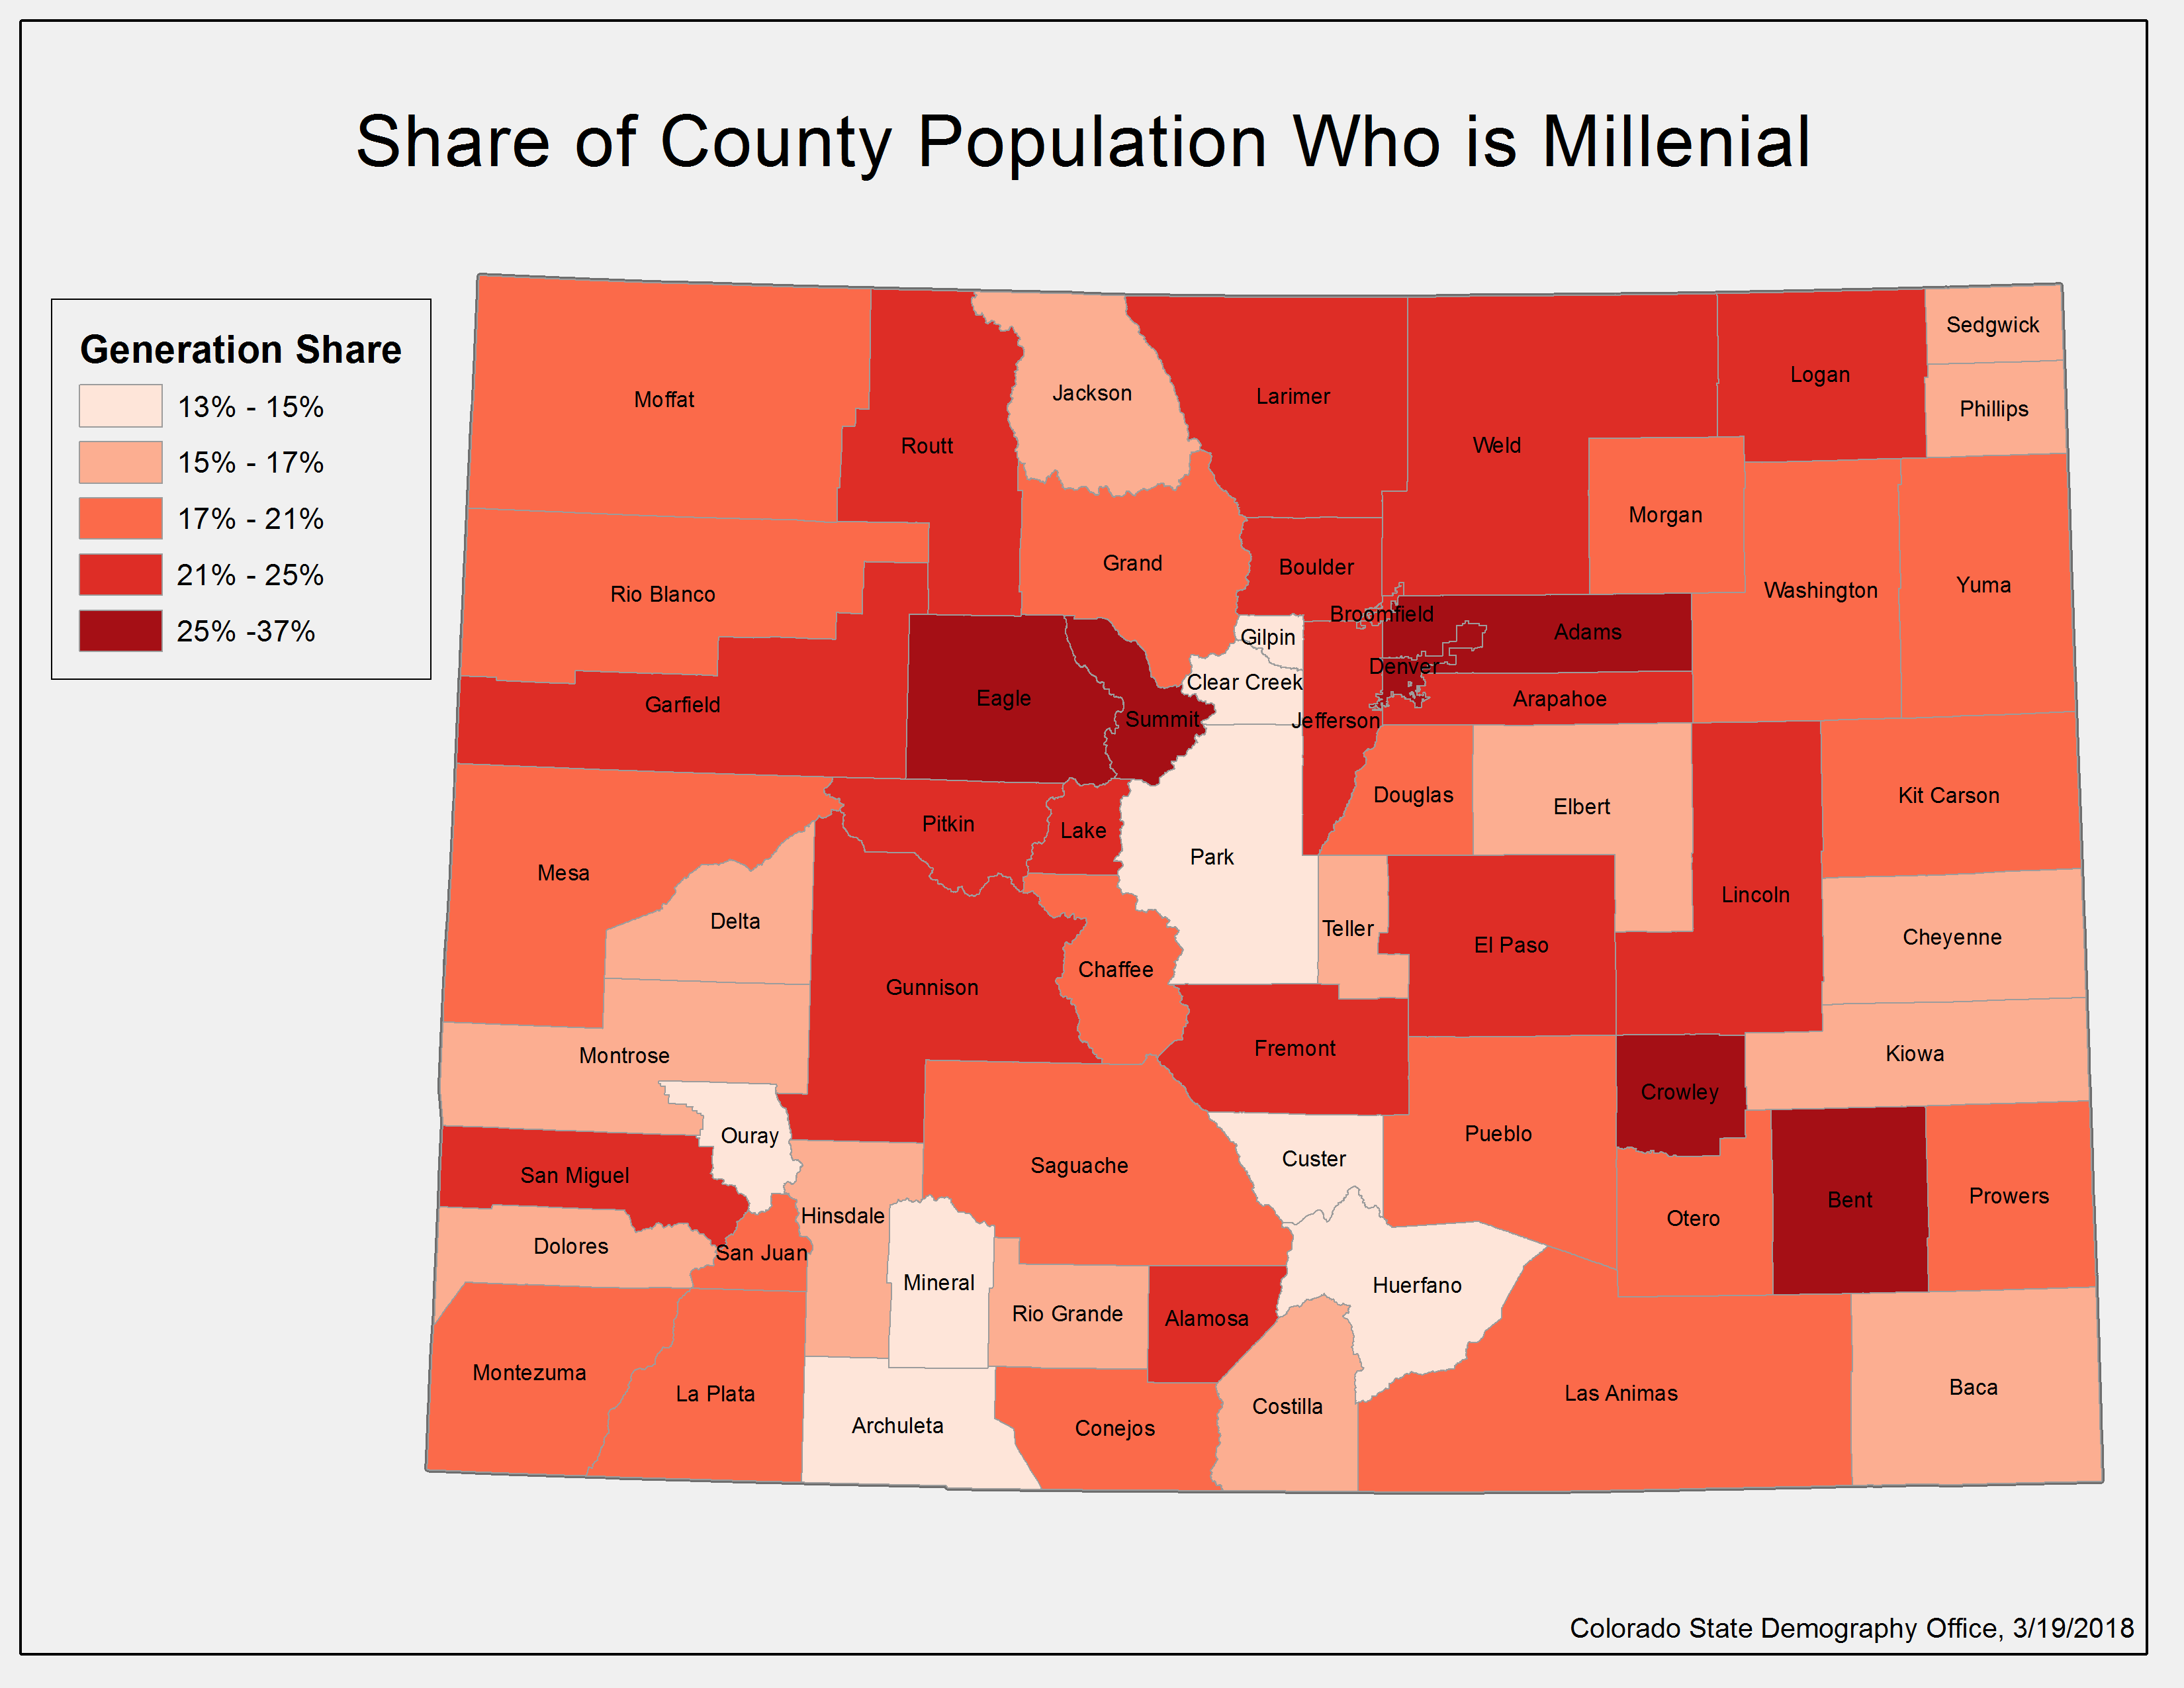 Share of County Population Who is Millenial
Generation Share
13% - 15%
15% - 17%
17% - 21%
21% - 25%
25% -37%
Sedgwick
Logan
Jackson
Larimer
Moffat
Phillips
Routt
Weld
Morgan
Grand
Boulder
Yuma
Washington
Rio Blanco
Broomfield
Adams
Gilpin
Denver
Clear Creek
Eagle
Arapahoe
Garfield
Summit
Jefferson
Douglas
Kit Carson
Elbert
Pitkin
Lake
Park
Mesa
Lincoln
Delta
Teller
Cheyenne
El Paso
Chaffee
Gunnison
Fremont
Kiowa
Montrose
Crowley
Pueblo
Ouray
Custer
Saguache
San Miguel
Prowers
Bent
Hinsdale
Otero
Dolores
San Juan
Mineral
Huerfano
Rio Grande
Alamosa
Montezuma
Baca
La Plata
Las Animas
Costilla
Archuleta
Conejos
Colorado State Demography Office, 3/19/2018